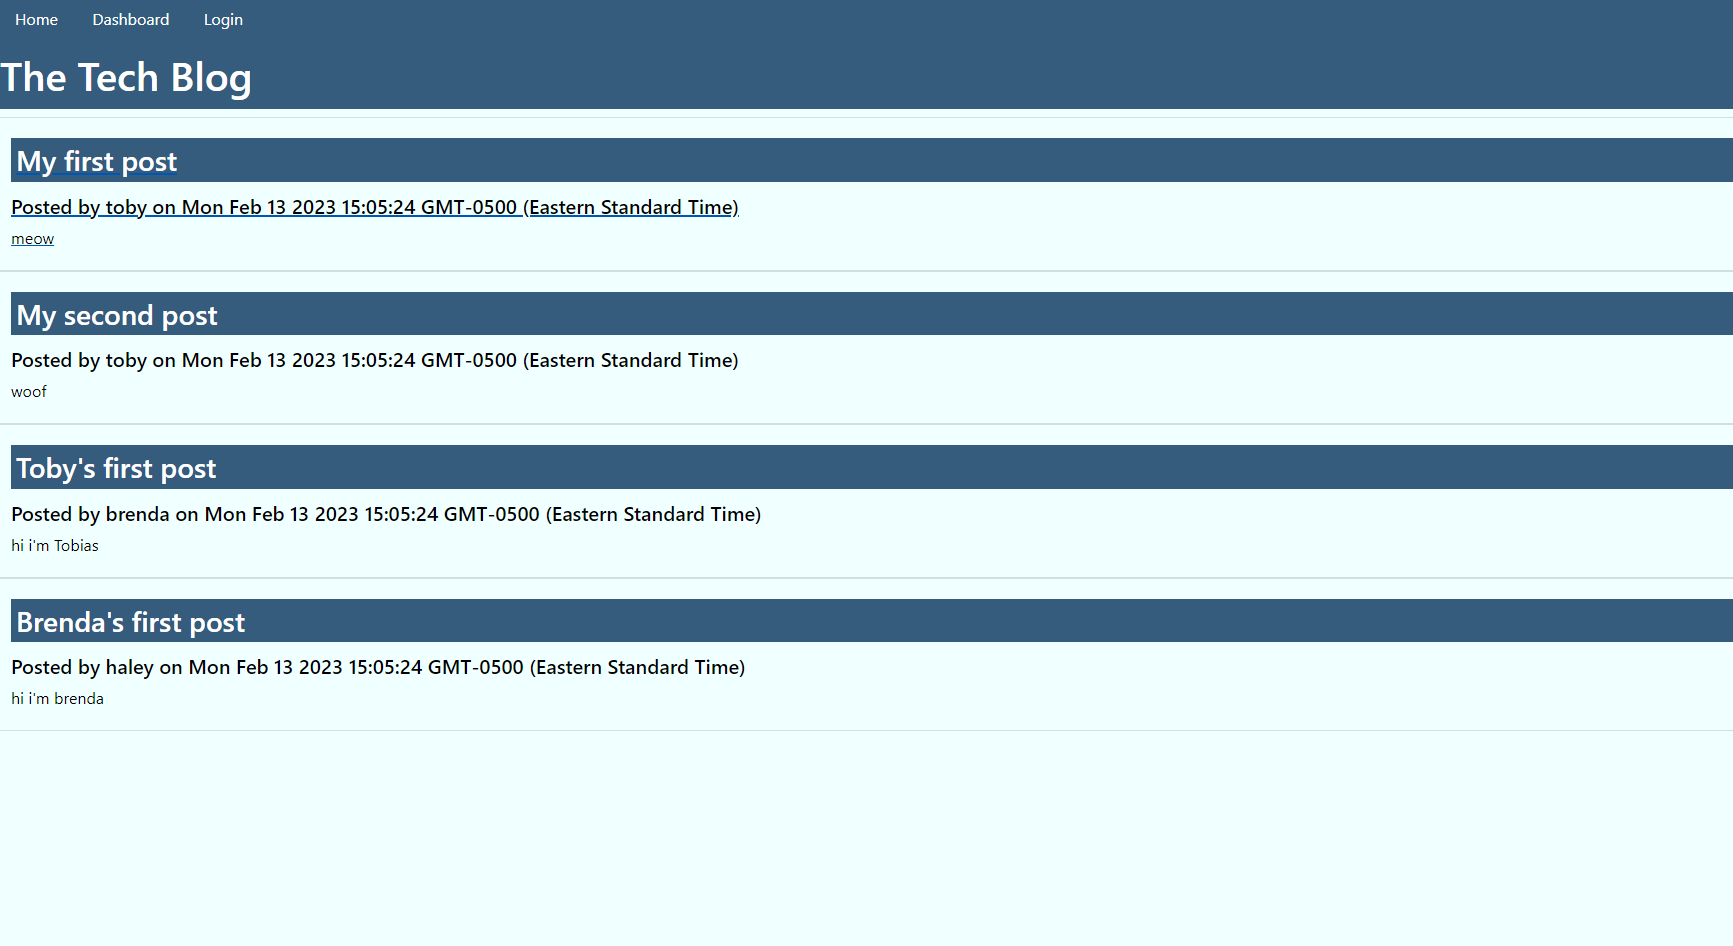 Home Dashboard Login
The Tech Blog
My first post
Posted by toby on Mon Feb 13 2023 15:05:24 GMT-0500 (Eastern Standard Time)
meow
My second post
Posted by toby on Mon Feb 13 2023 15:05:24 GMT-0500 (Eastern Standard Time)
woof
Toby's first post
Posted by brenda on Mon Feb 13 2023 15:05:24 GMT-0500 (Eastern Standard Time)
hi i'm Tobias
Brenda's first post
Posted by haley on Mon Feb 13 2023 15:05:24 GMT-0500 (Eastern Standard Time)
hi i'm brenda